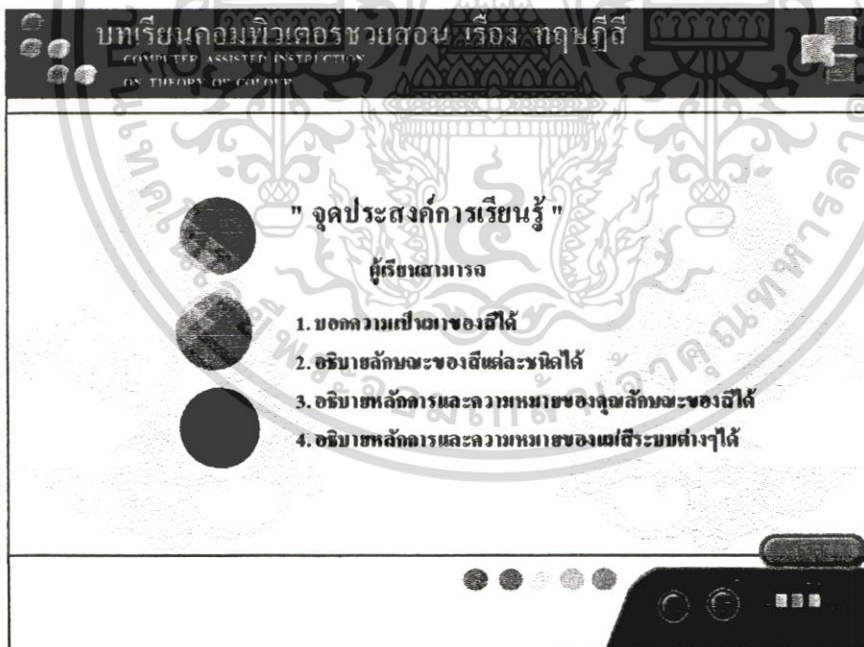 บทเรียนคอมพิวเตอร์ช่วยสอน เรื่อง ทฤษฎีสี
COMPUTER ASSISTED INSTRUCTION
ON THEORY OF COLOUR
" จุดประสงค์การเรียนรู้ "
ผู้เรียนสามารถ
1. บอกความเป็นมาของสีได้
2. อธิบายลักษณะของสีแต่ละชนิดได้
3. อธิบายหลักการและความหมายของคุณลักษณะของสีได้
4. อธิบายหลักการและความหมายของแม่สีระบบต่างๆได้